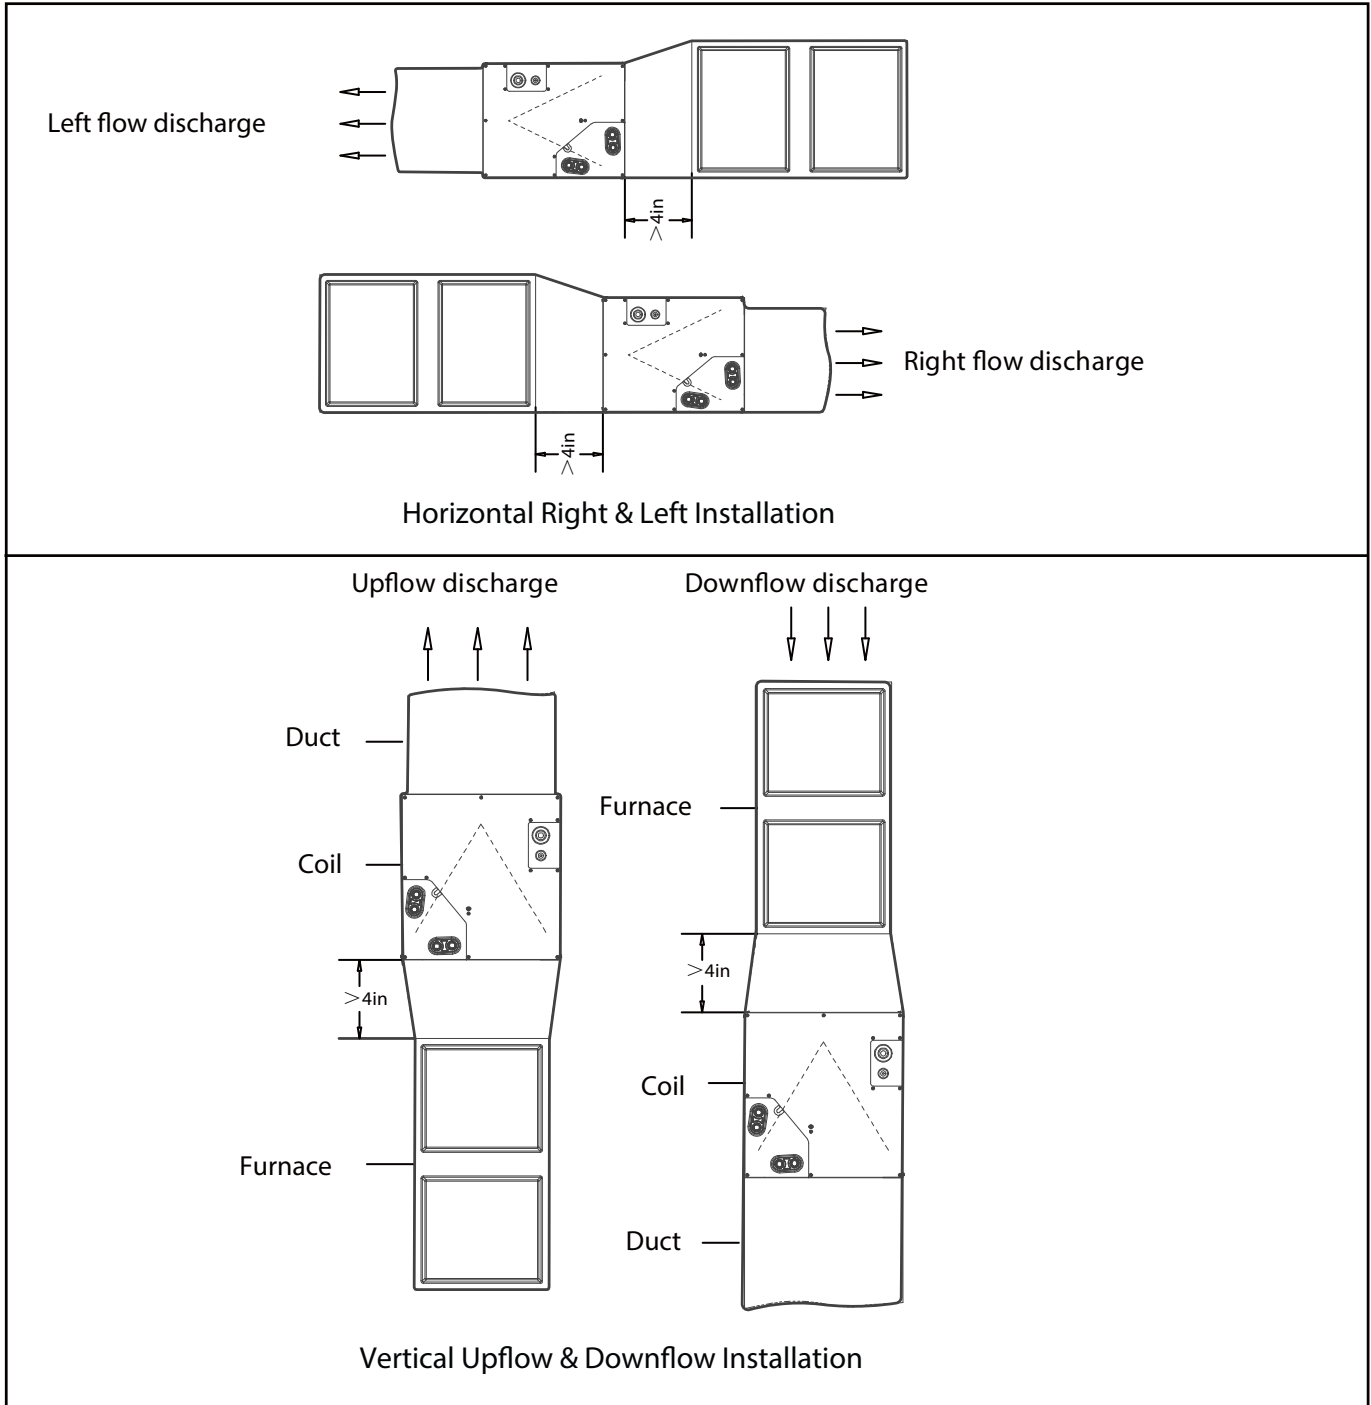 Left flow discharge
>4in
Right flow discharge
>4in
Horizontal Right & Left Installation
Upflow discharge
Downflow discharge
Duct
Furnace
Coil
>4in
>4in
Coil
Furnace
Duct
Vertical Upflow & Downflow Installation